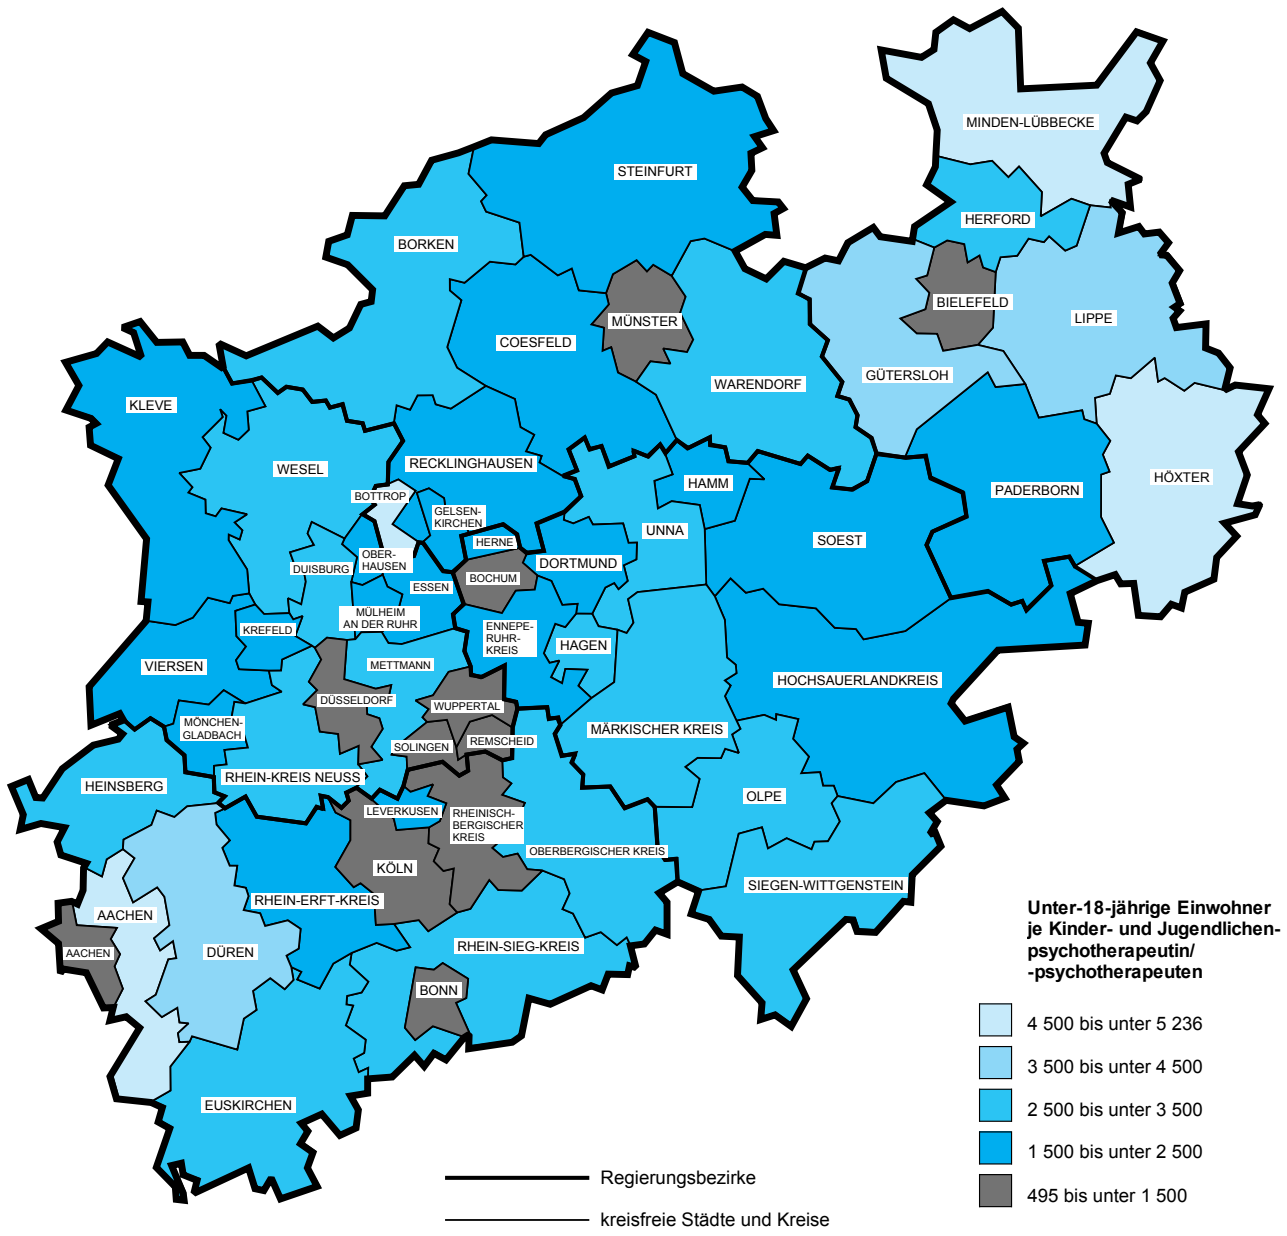 MINDEN-LÜBBECKE
STEINFURT
HERFORD
BORKEN
BIELEFELD
LIPPE
MÜNSTER
COESFELD
GÜTERSLOH
WARENDORF
KLEVE
RECKLINGHAUSEN
WESEL
HÖXTER
HAMM
PADERBORN
BOTTROP
GELSEN-
KIRCHEN
UNNA
SOEST
HERNE
OBER-
HAUSEN
DORTMUND
DUISBURG
BOCHUM
ESSEN
MÜLHEIM
AN DER RUHR
KREFELD
ENNEPE-
RUHR-
KREIS
HAGEN
VIERSEN
METTMANN
HOCHSAUERLANDKREIS
DÜSSELDORF
WUPPERTAL
MÖNCHEN-
GLADBACH
MÄRKISCHER KREIS
SOLINGEN
REMSCHEID
RHEIN-KREIS NEUSS
HEINSBERG
OLPE
LEVERKUSEN
RHEINISCH-
BERGISCHER
KREIS
OBERBERGISCHER KREIS
KÖLN
SIEGEN-WITTGENSTEIN
RHEIN-ERFT-KREIS
AACHEN
RHEIN-SIEG-KREIS
AACHEN
DÜREN
BONN
EUSKIRCHEN
Unter-18-jährige Einwohner
je Kinder- und Jugendlichen-
psychotherapeutin/
-psychotherapeuten
4 500 bis unter 5 236
3 500 bis unter 4 500
2 500 bis unter 3 500
1 500 bis unter 2 500
495 bis unter 1 500
Regierungsbezirke
kreisfreie Städte und Kreise